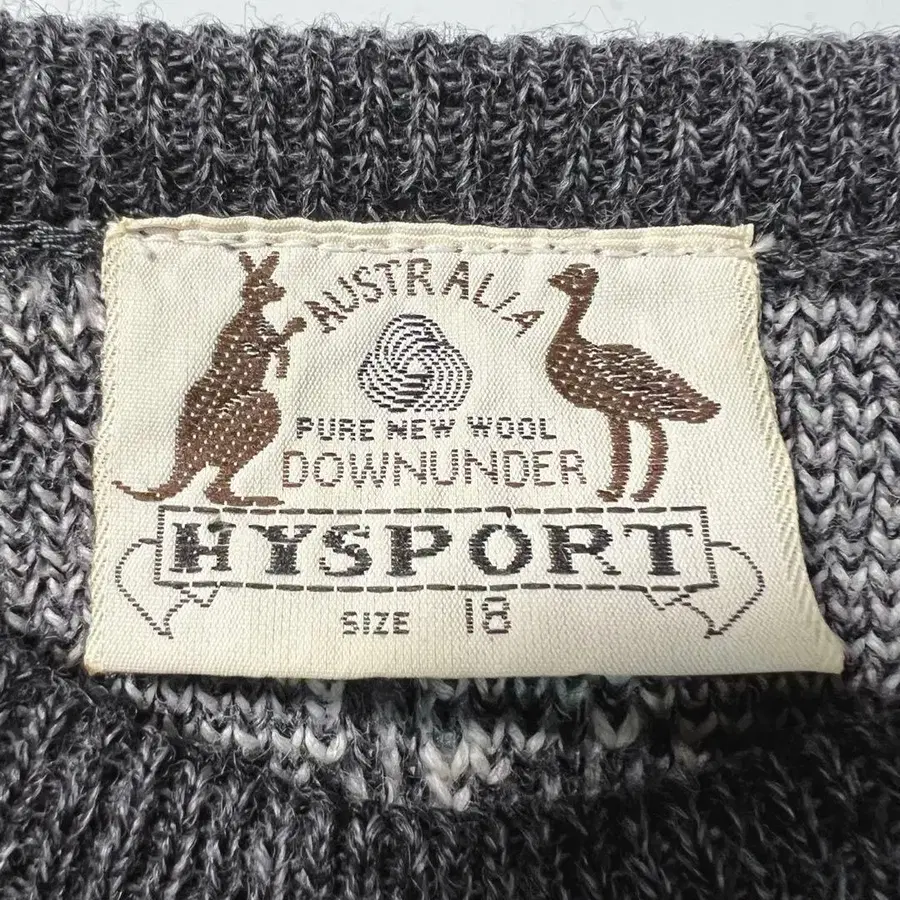 AUSTRALIA
PURE NEW WOOL
DOWNUNDER
HYSPORT
SIZE 18